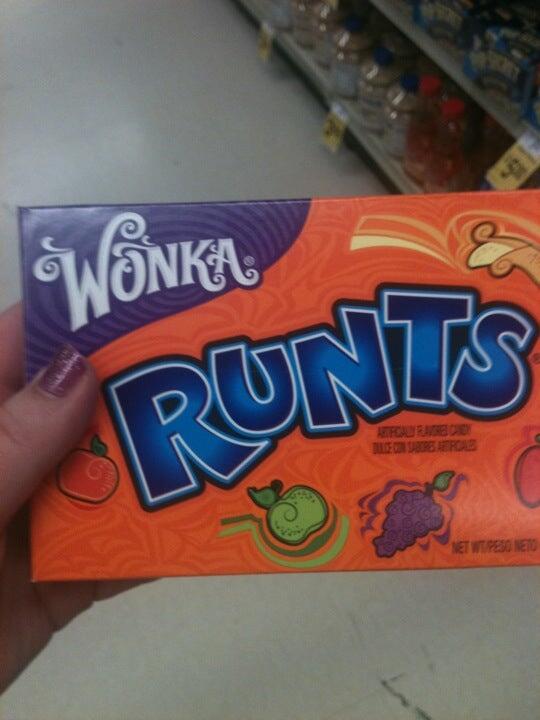 WONKA®
RUNTS®
ARTIFICIALLY FLAVORED CANDY
DULCE CON SABORES ARTIFICIALES
NET WT/PESO NETO